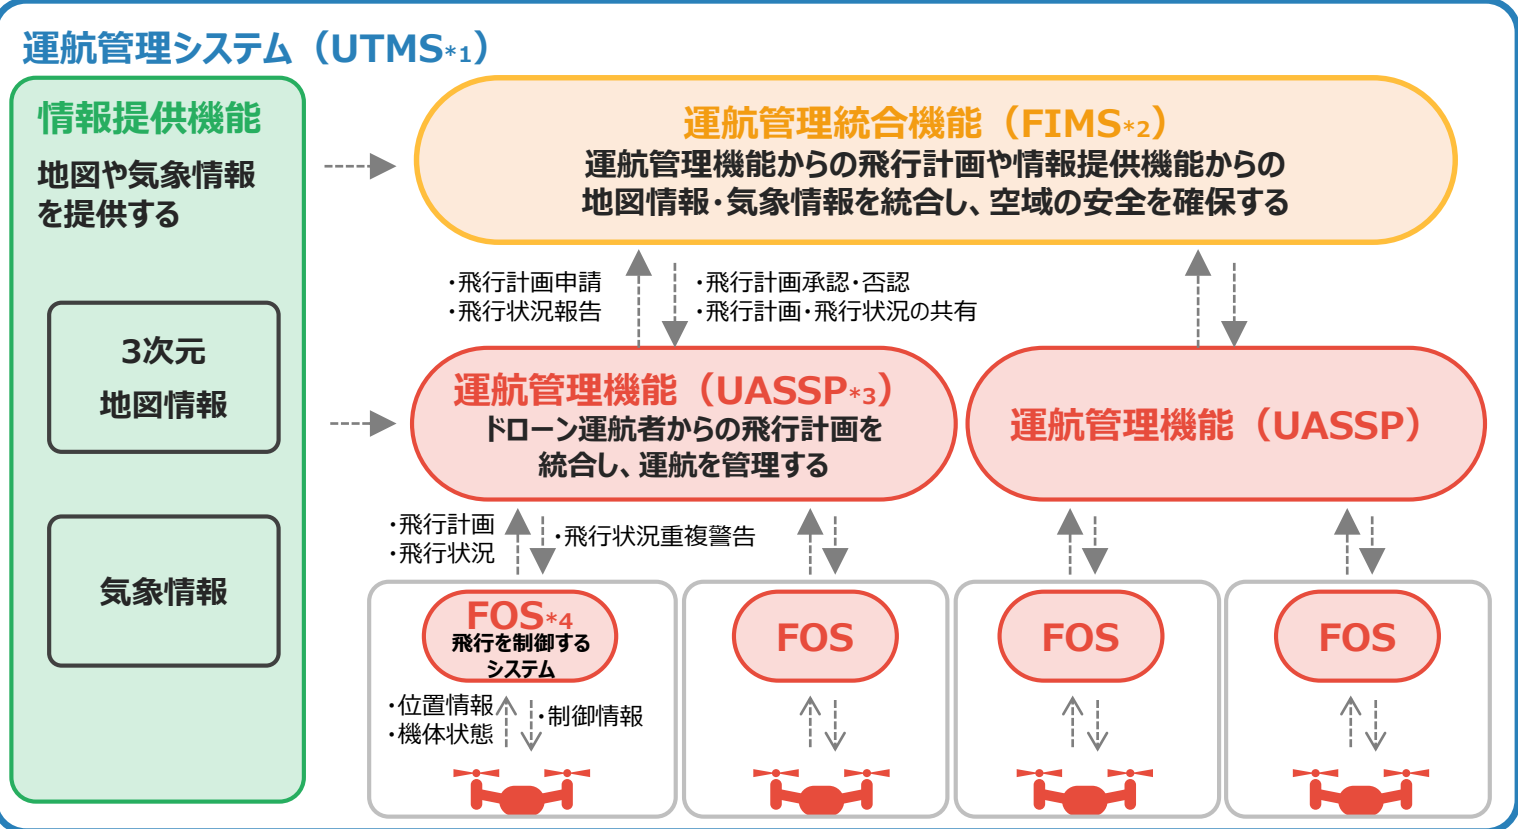 運航管理システム（UTMS*1）
情報提供機能
地図や気象情報
を提供する
3次元
地図情報
気象情報
運航管理統合機能（FIMS*2）
運航管理機能からの飛行計画や情報提供機能からの
地図情報・気象情報を統合し、空域の安全を確保する
・飛行計画申請
・飛行状況報告
・飛行計画承認・否認
・飛行計画・飛行状況の共有
運航管理機能（UASSP*3）
ドローン運航者からの飛行計画を
統合し、運航を管理する
運航管理機能（UASSP）
・飛行計画
・飛行状況
・飛行状況重複警告
FOS*4
飛行を制御する
システム
FOS
FOS
FOS
・位置情報
・機体状態
・制御情報